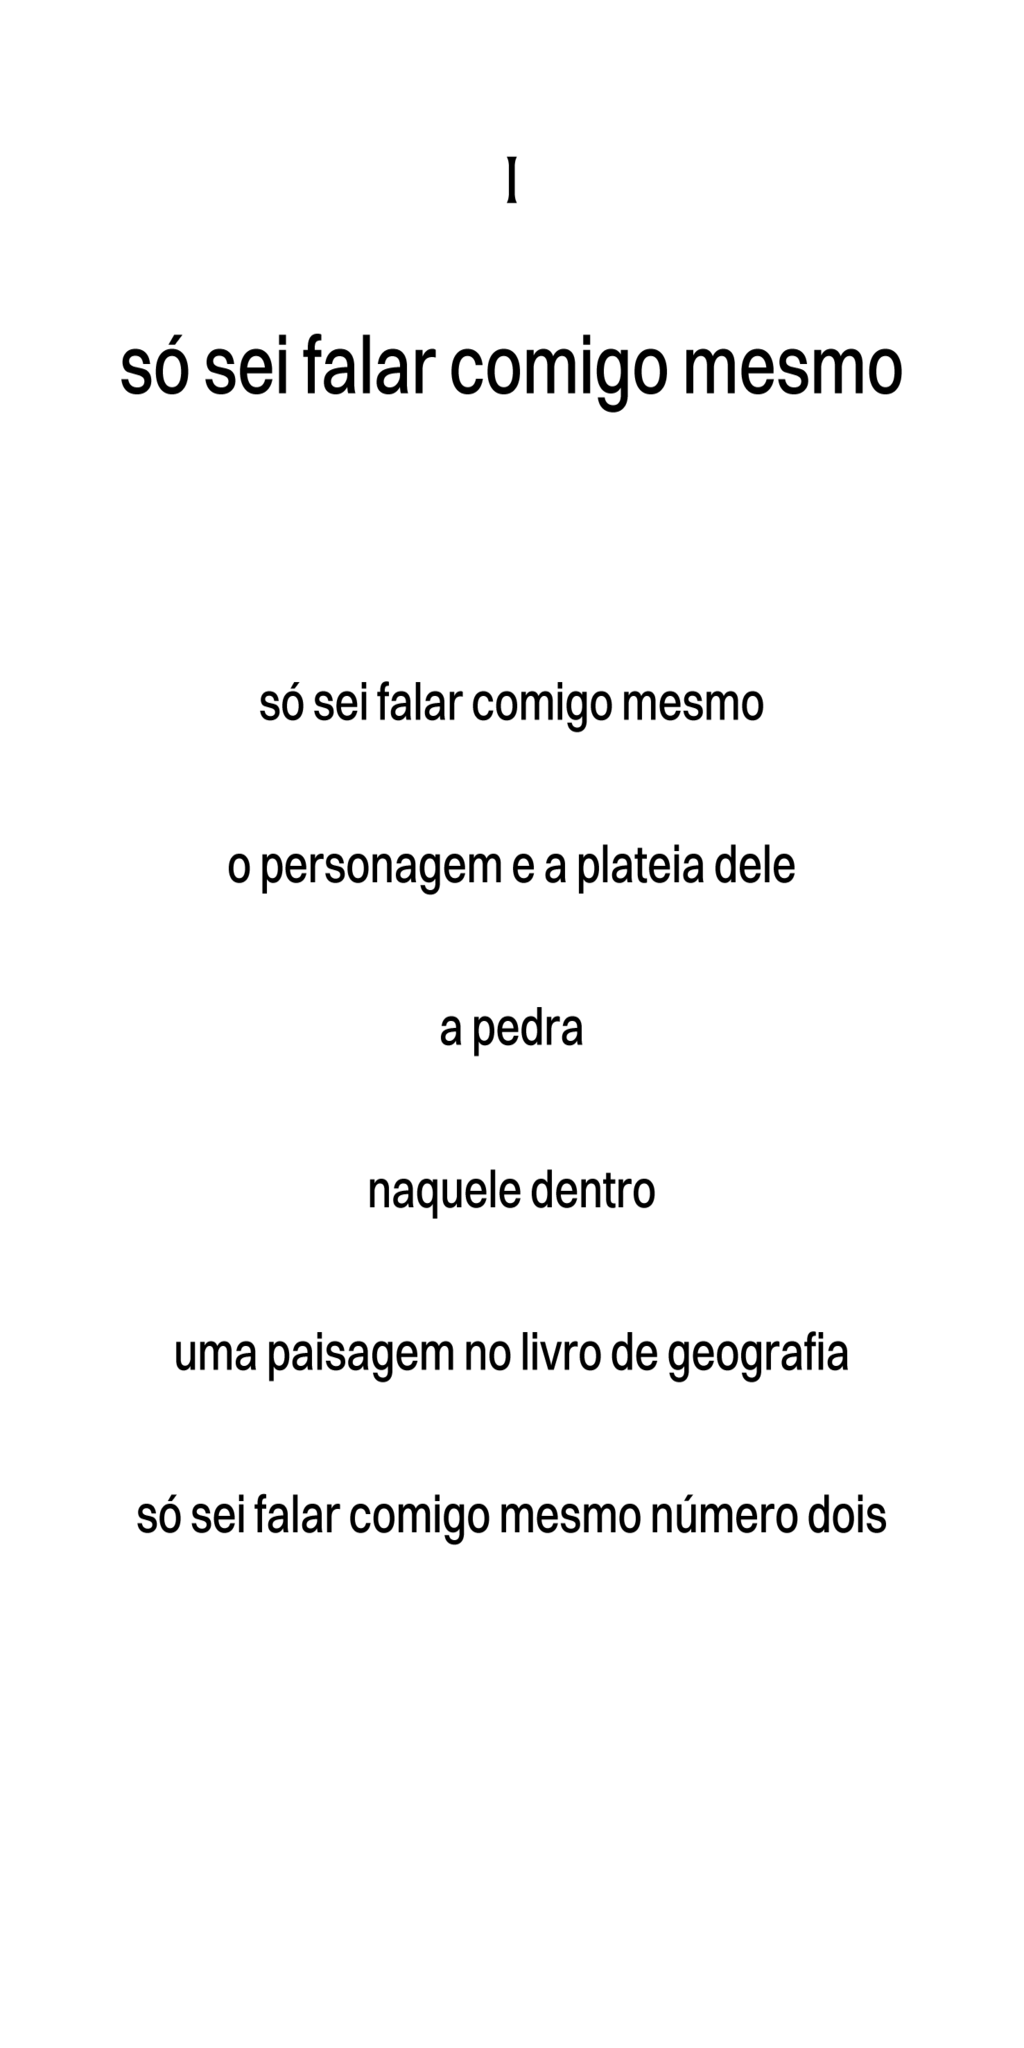 I
só sei falar comigo mesmo
só sei falar comigo mesmo
o personagem e a plateia dele
a pedra
naquele dentro
uma paisagem no livro de geografia
só sei falar comigo mesmo número dois